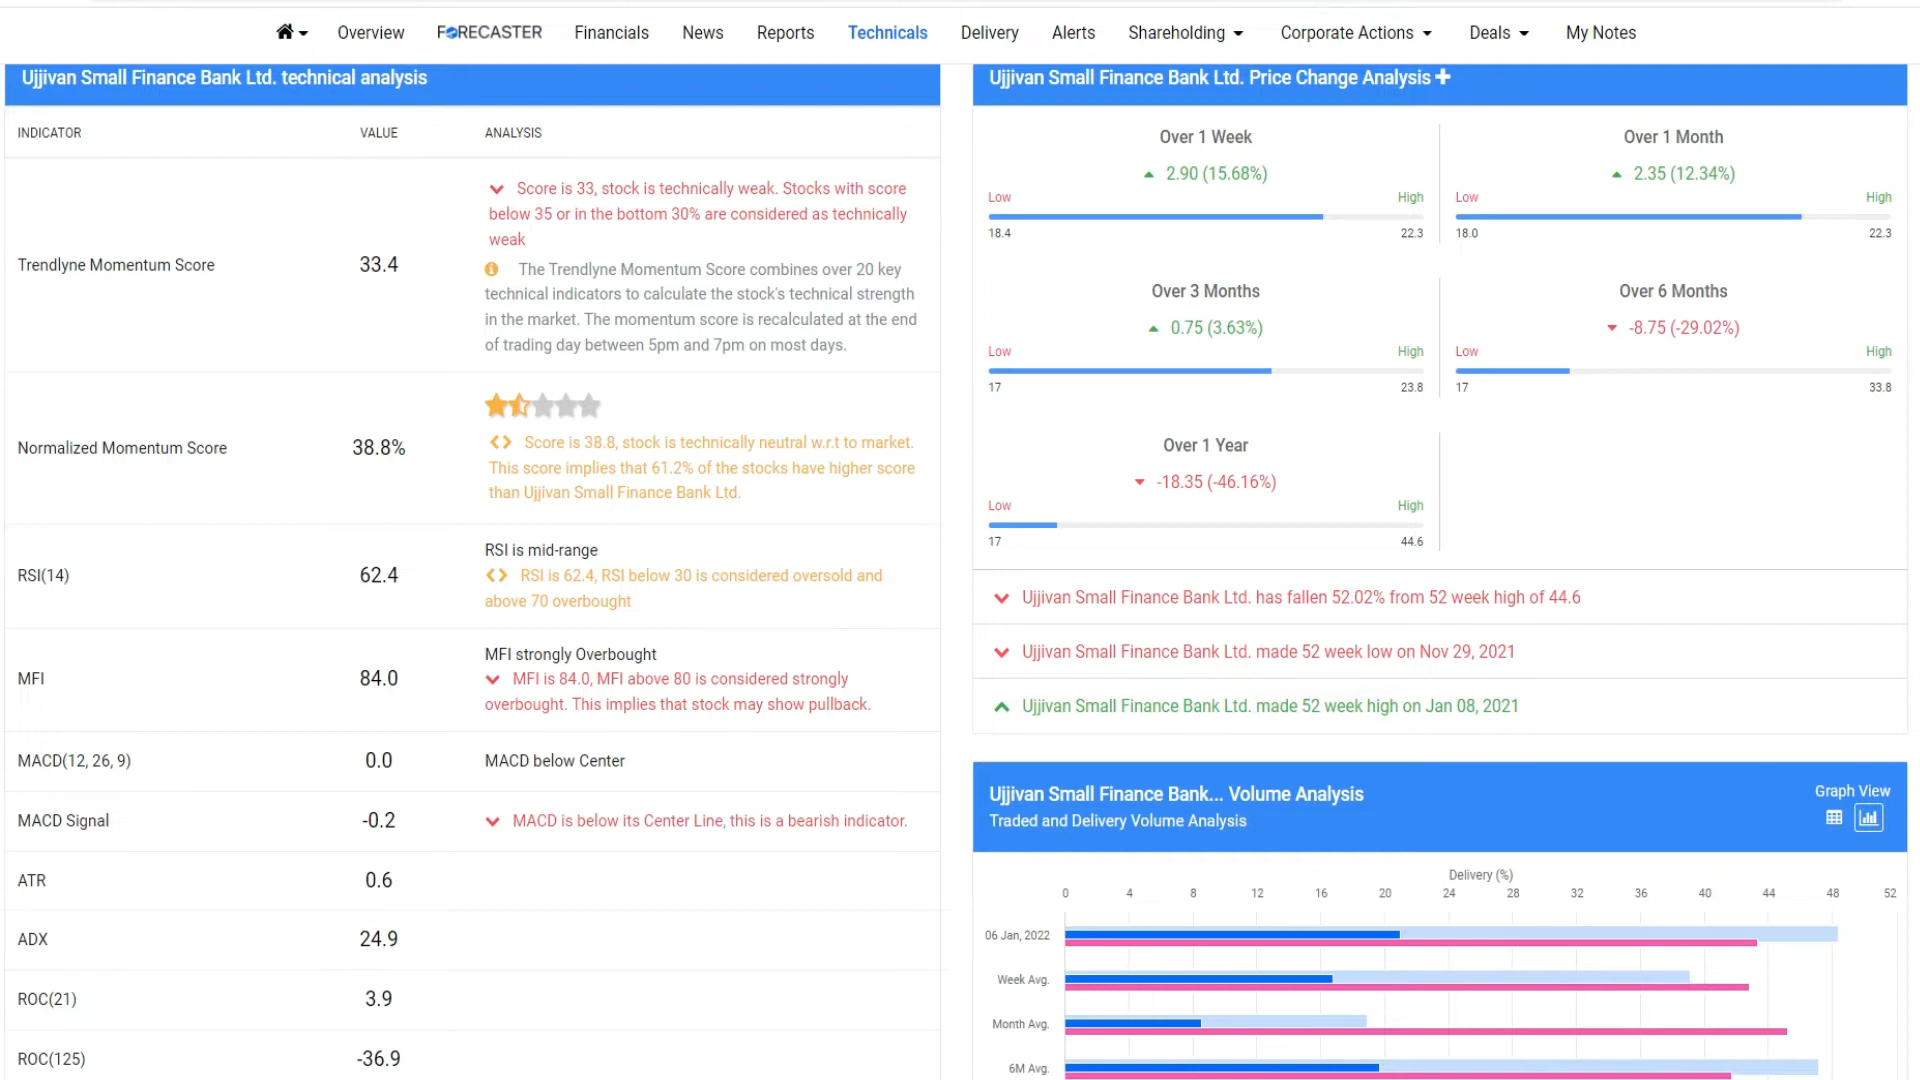 Overview FORECASTER Financials News Reports Technicals Delivery Alerts Shareholding Corporate Actions Deals My Notes
Ujjivan Small Finance Bank Ltd. technical analysis
INDICATOR VALUE ANALYSIS
Trendlyne Momentum Score 33.4
Score is 33, stock is technically weak. Stocks with score
below 35 or in the bottom 30% are considered as technically
weak
The Trendlyne Momentum Score combines over 20 key
technical indicators to calculate the stock's technical strength
in the market. The momentum score is recalculated at the end
of trading day between 5pm and 7pm on most days.
Normalized Momentum Score 38.8%
Score is 38.8, stock is technically neutral w.r.t to market.
This score implies that 61.2% of the stocks have higher score
than Ujjivan Small Finance Bank Ltd.
RSI(14) 62.4
RSI is mid-range
RSI is 62.4, RSI below 30 is considered oversold and
above 70 overbought
MFI 84.0
MFI strongly Overbought
MFI is 84.0, MFI above 80 is considered strongly
overbought. This implies that stock may show pullback.
MACD(12, 26, 9) 0.0 MACD below Center
MACD Signal -0.2 MACD is below its Center Line, this is a bearish indicator.
ATR 0.6
ADX 24.9
ROC(21) 3.9
ROC(125) -36.9
Ujjivan Small Finance Bank Ltd. Price Change Analysis
Over 1 Week
2.90 (15.68%)
Low High
18.4 22.3
Over 1 Month
2.35 (12.34%)
Low High
18.0 22.3
Over 3 Months
0.75 (3.63%)
Low High
17 23.8
Over 6 Months
-8.75 (-29.02%)
Low High
17 33.8
Over 1 Year
-18.35 (-46.16%)
Low High
17 44.6
Ujjivan Small Finance Bank Ltd. has fallen 52.02% from 52 week high of 44.6
Ujjivan Small Finance Bank Ltd. made 52 week low on Nov 29, 2021
Ujjivan Small Finance Bank Ltd. made 52 week high on Jan 08, 2021
Ujjivan Small Finance Bank... Volume Analysis
Traded and Delivery Volume Analysis
Graph View
Delivery (%)
0 4 8 12 16 20 24 28 32 36 40 44 48 52
06 Jan, 2022
Week Avg.
Month Avg.
6M Avg.